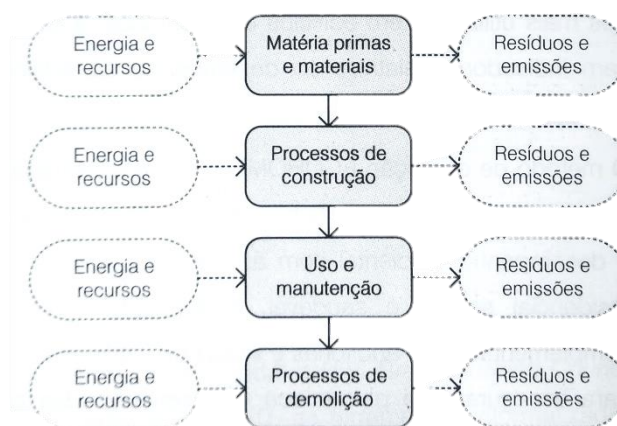 Energia e
recursos
Matéria primas
e materiais
Resíduos e
emissões
Energia e
recursos
Processos de
construção
Resíduos e
emissões
Energia e
recursos
Uso e
manutenção
Resíduos e
emissões
Energia e
recursos
Processos de
demolição
Resíduos e
emissões